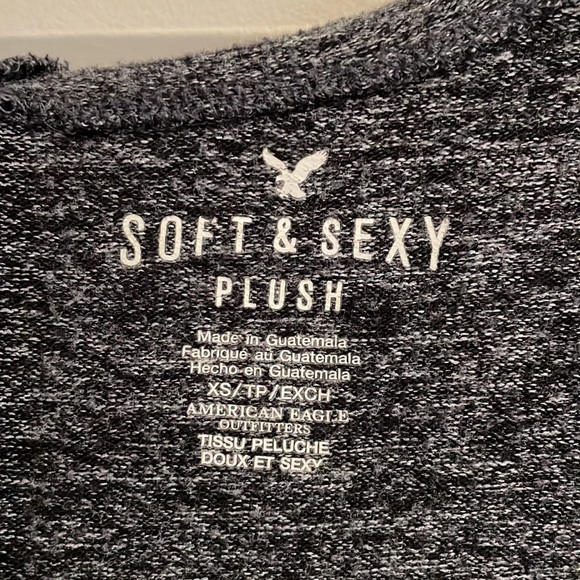 SOFT & SEXY
PLUSH
Made in Guatemala
Fabriqué au Guatemala
Hecho en Guatemala
XS/TP/EXCH
AMERICAN EAGLE
OUTFITTERS
TISSU PELUCHE
DOUX ET SEXY